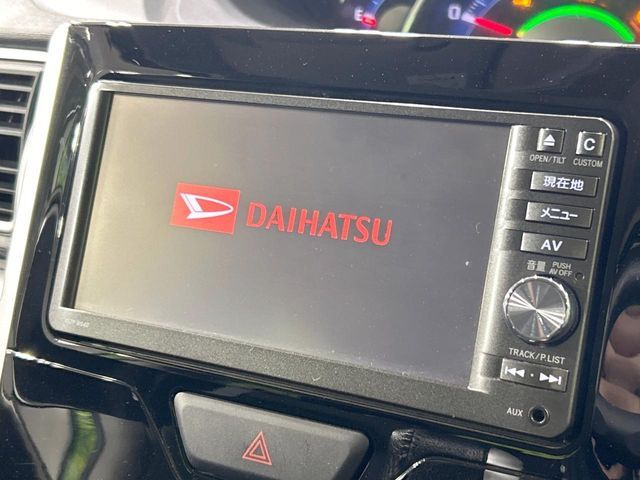 E
0
OPEN/TILT
C
CUSTOM
現在地
メニュー
AV
音量 PUSH
AV OFF
DAIHATSU
TRACK/P.LIST
AUX